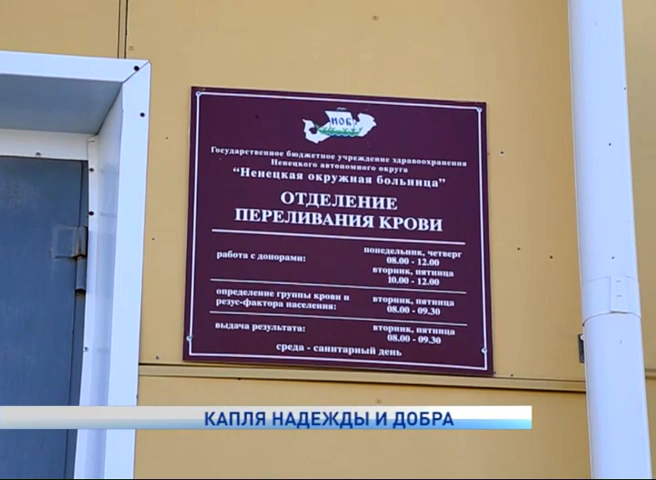 НОБ
Государственное бюджетное учреждение здравоохранения
Ненецкого автономного округа
"Ненецкая окружная больница"
ОТДЕЛЕНИЕ
ПЕРЕЛИВАНИЯ КРОВИ
работа с донорами:
понедельник, четверг
08.00 - 12.00
вторник, пятница
10.00 - 12.00
определение группы крови и
резус-фактора населения:
вторник, пятница
08.00 - 09.30
выдача результата:
вторник, пятница
08.00 - 09.30
среда - санитарный день
КАПЛЯ НАДЕЖДЫ И ДОБРА